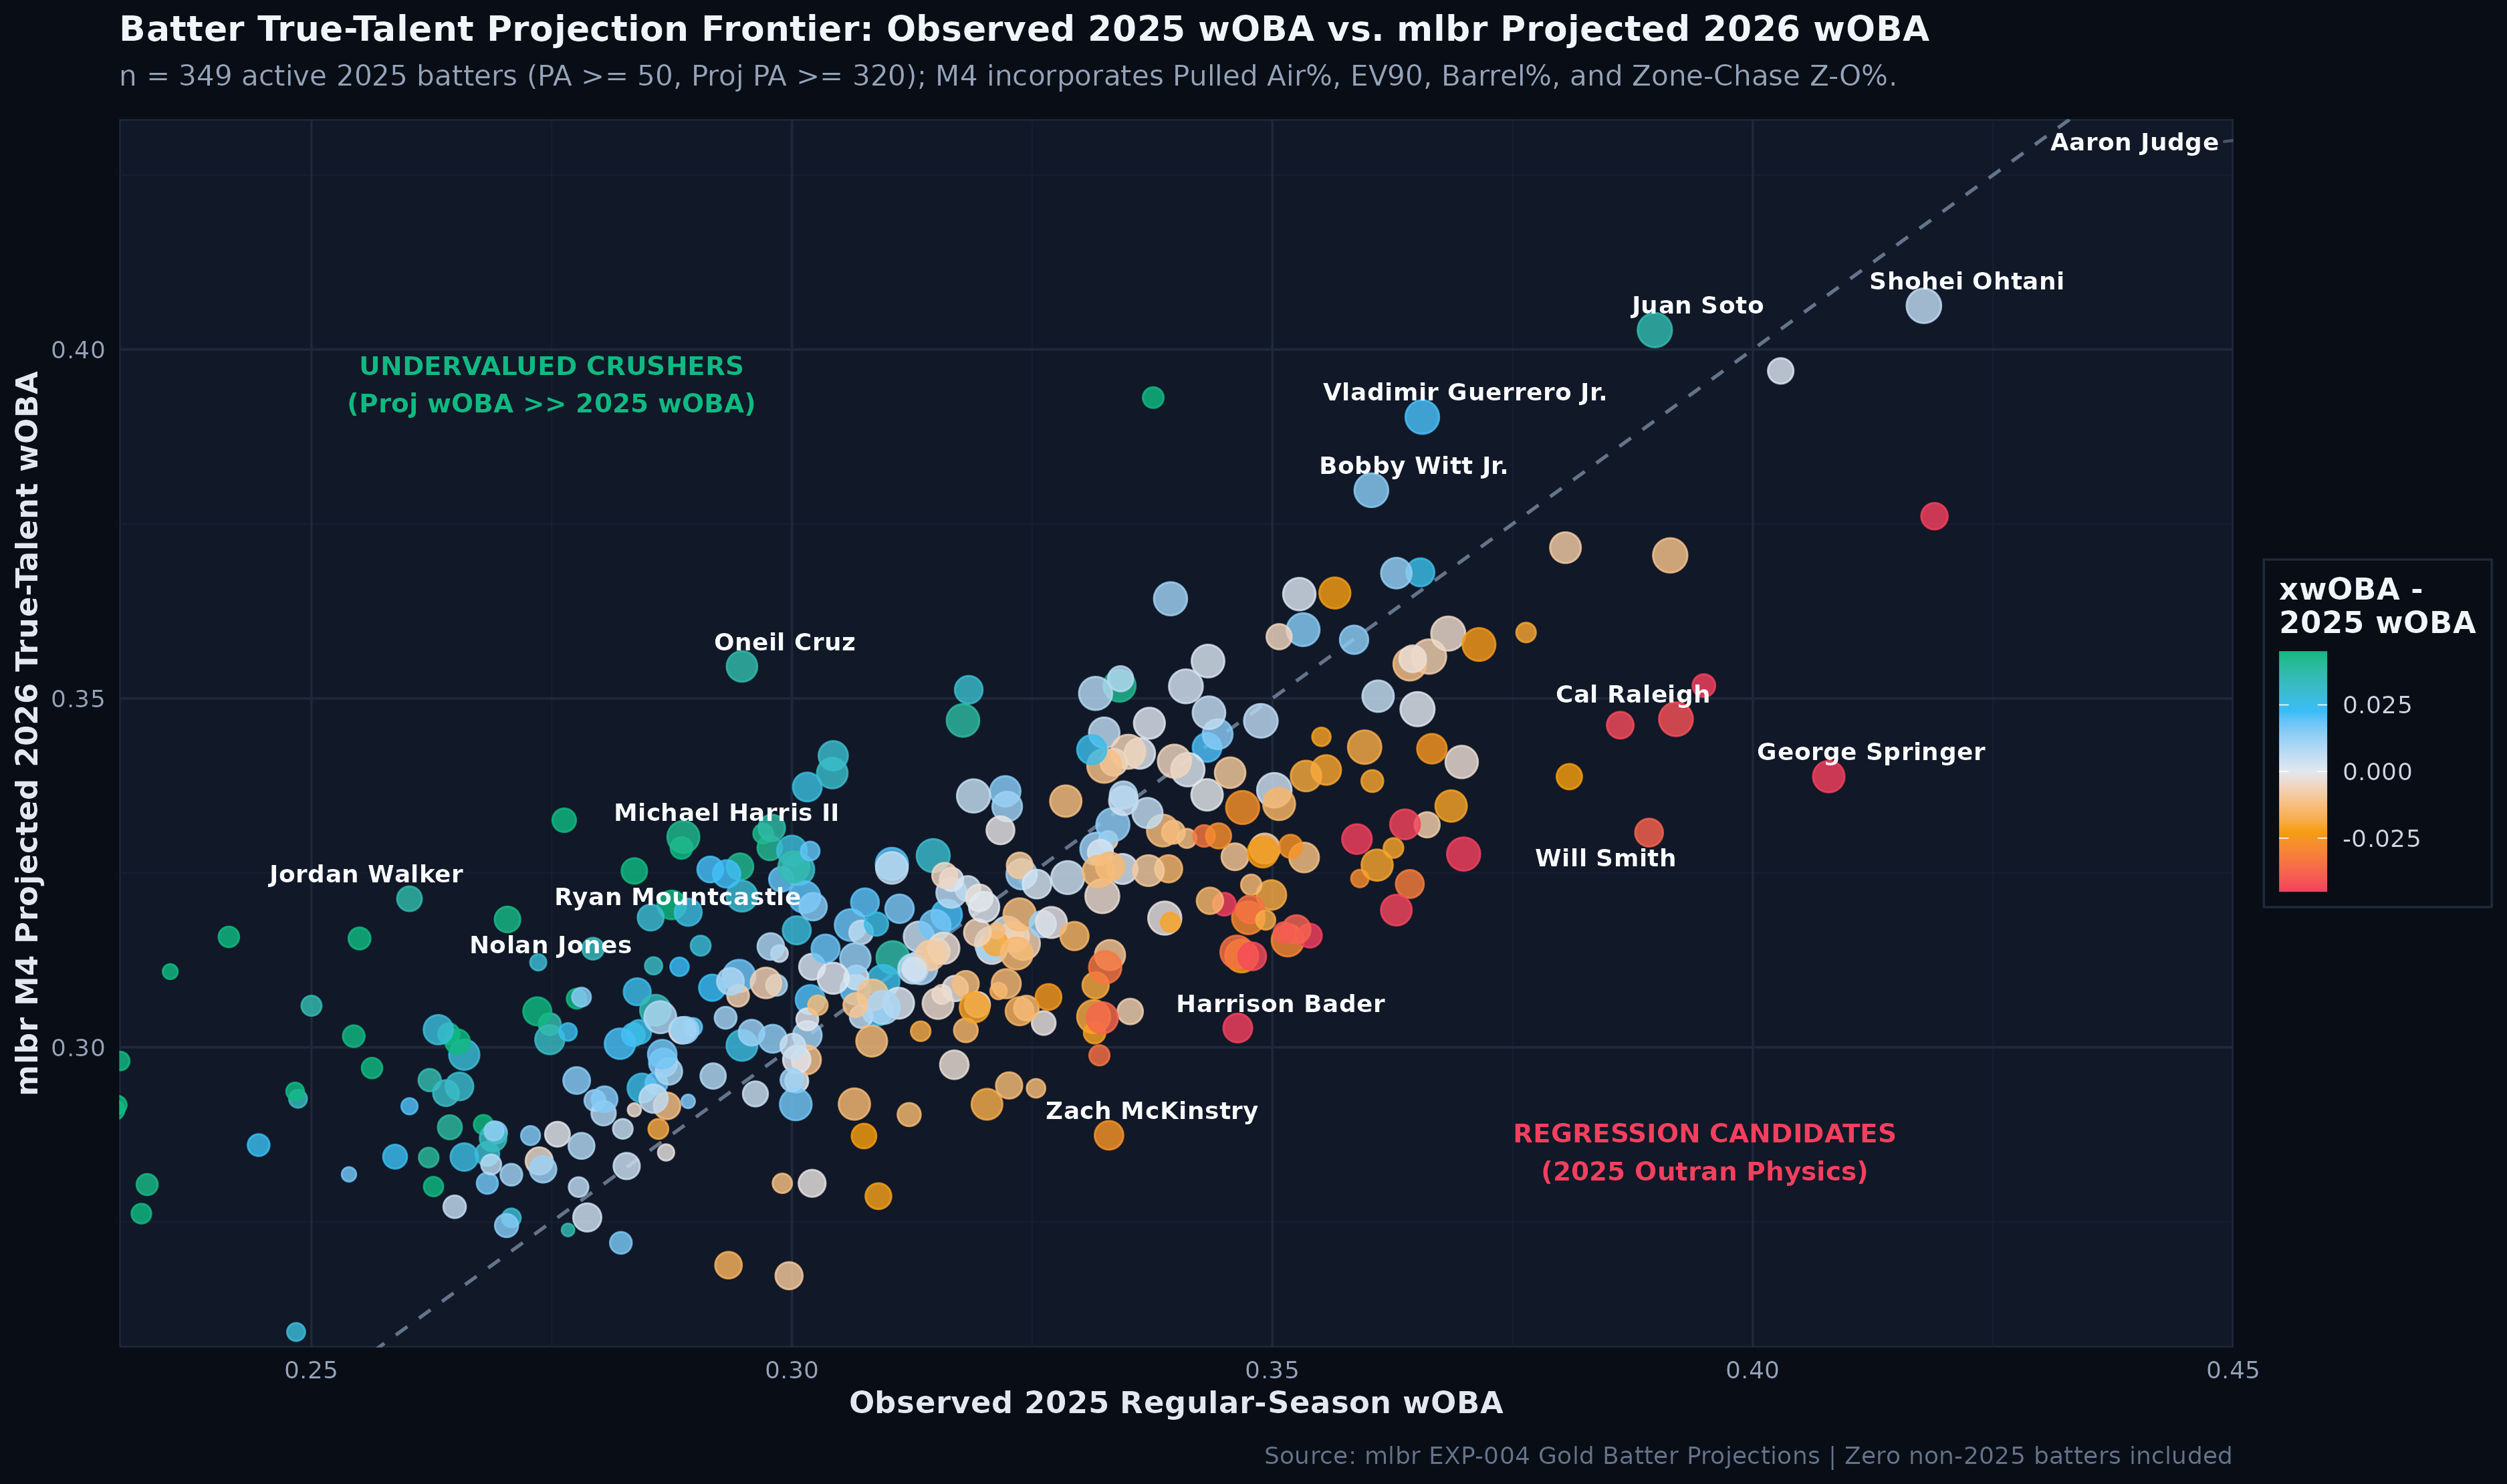 Batter True-Talent Projection Frontier: Observed 2025 wOBA vs. mlbr Projected 2026 wOBA
n = 349 active 2025 batters (PA >= 50, Proj PA >= 320); M4 incorporates Pulled Air%, EV90, Barrel%, and Zone-Chase Z-O%.
mlbr M4 Projected 2026 True-Talent wOBA
0.40
0.35
0.30
Aaron Judge
Shohei Ohtani
Juan Soto
UNDERVALUED CRUSHERS
(Proj wOBA >> 2025 wOBA)
Vladimir Guerrero Jr.
Bobby Witt Jr.
Oneil Cruz
Cal Raleigh
George Springer
Michael Harris II
Will Smith
Jordan Walker
Ryan Mountcastle
Nolan Jones
Harrison Bader
Zach McKinstry
REGRESSION CANDIDATES
(2025 Outran Physics)
xwOBA -
2025 wOBA
0.025
0.000
-0.025
0.25
0.30
0.35
0.40
0.45
Observed 2025 Regular-Season wOBA
Source: mlbr EXP-004 Gold Batter Projections | Zero non-2025 batters included